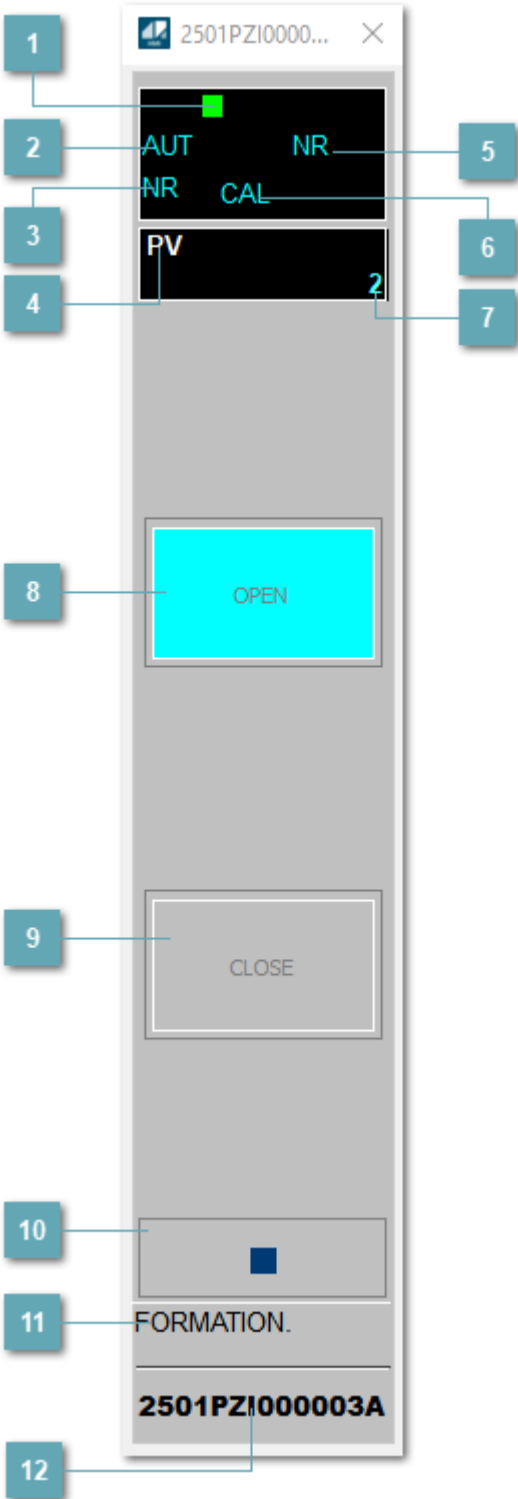 2501PZI0000...
1
2
AUT
NR
5
3
NR
CAL
6
4
PV
2
7
8
OPEN
9
CLOSE
10
11
FORMATION.
2501PZI000003A
12